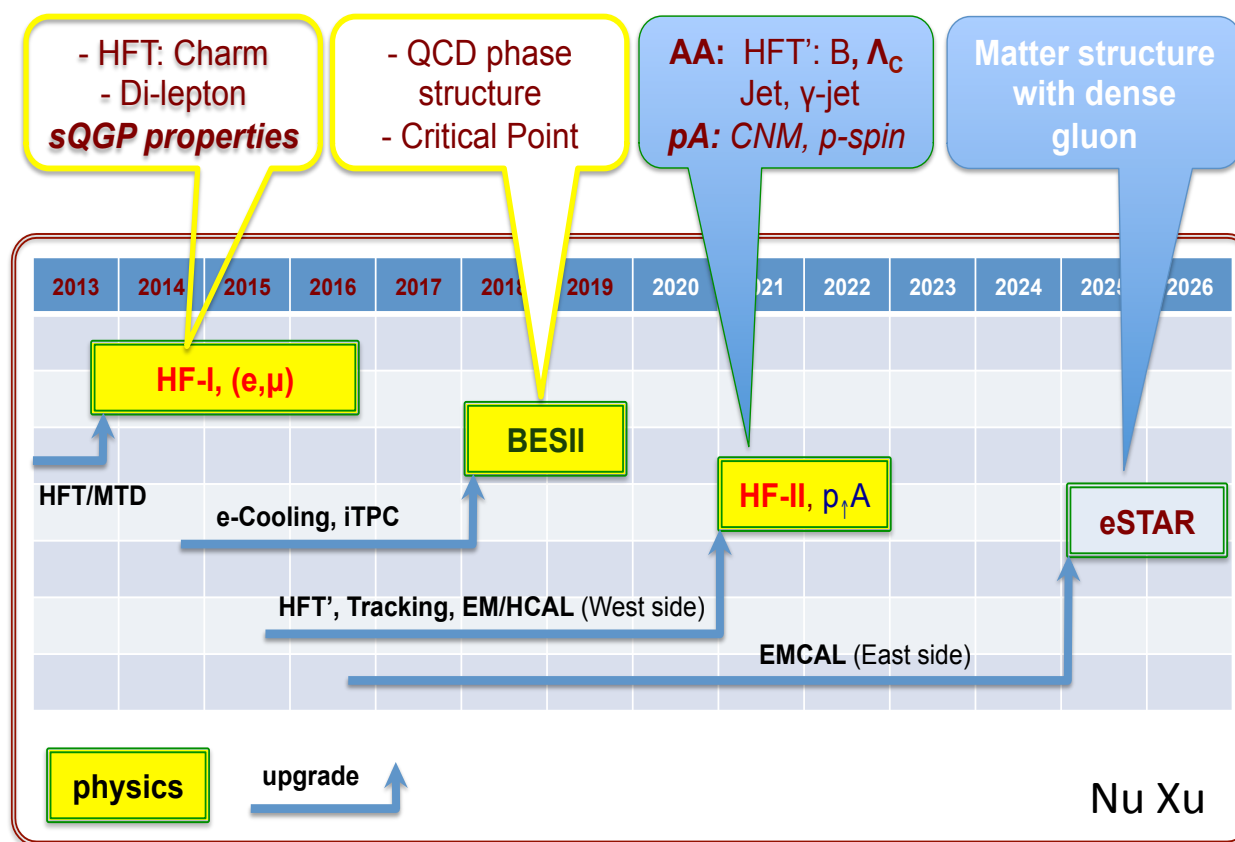 - HFT: Charm
- Di-lepton
sQGP properties
- QCD phase
structure
- Critical Point
AA: HFT’: B, Λc
Jet, γ-jet
pA: CNM, p-spin
Matter structure
with dense
gluon
2013 2014 2015 2016 2017 2018 2019 2020 2021 2022 2023 2024 2025 2026
HF-I, (e,μ)
BESII
HFT/MTD
HF-II, p↑A
e-Cooling, iTPC
eSTAR
HFT’, Tracking, EM/HCAL (West side)
EMCAL (East side)
physics
upgrade
Nu Xu